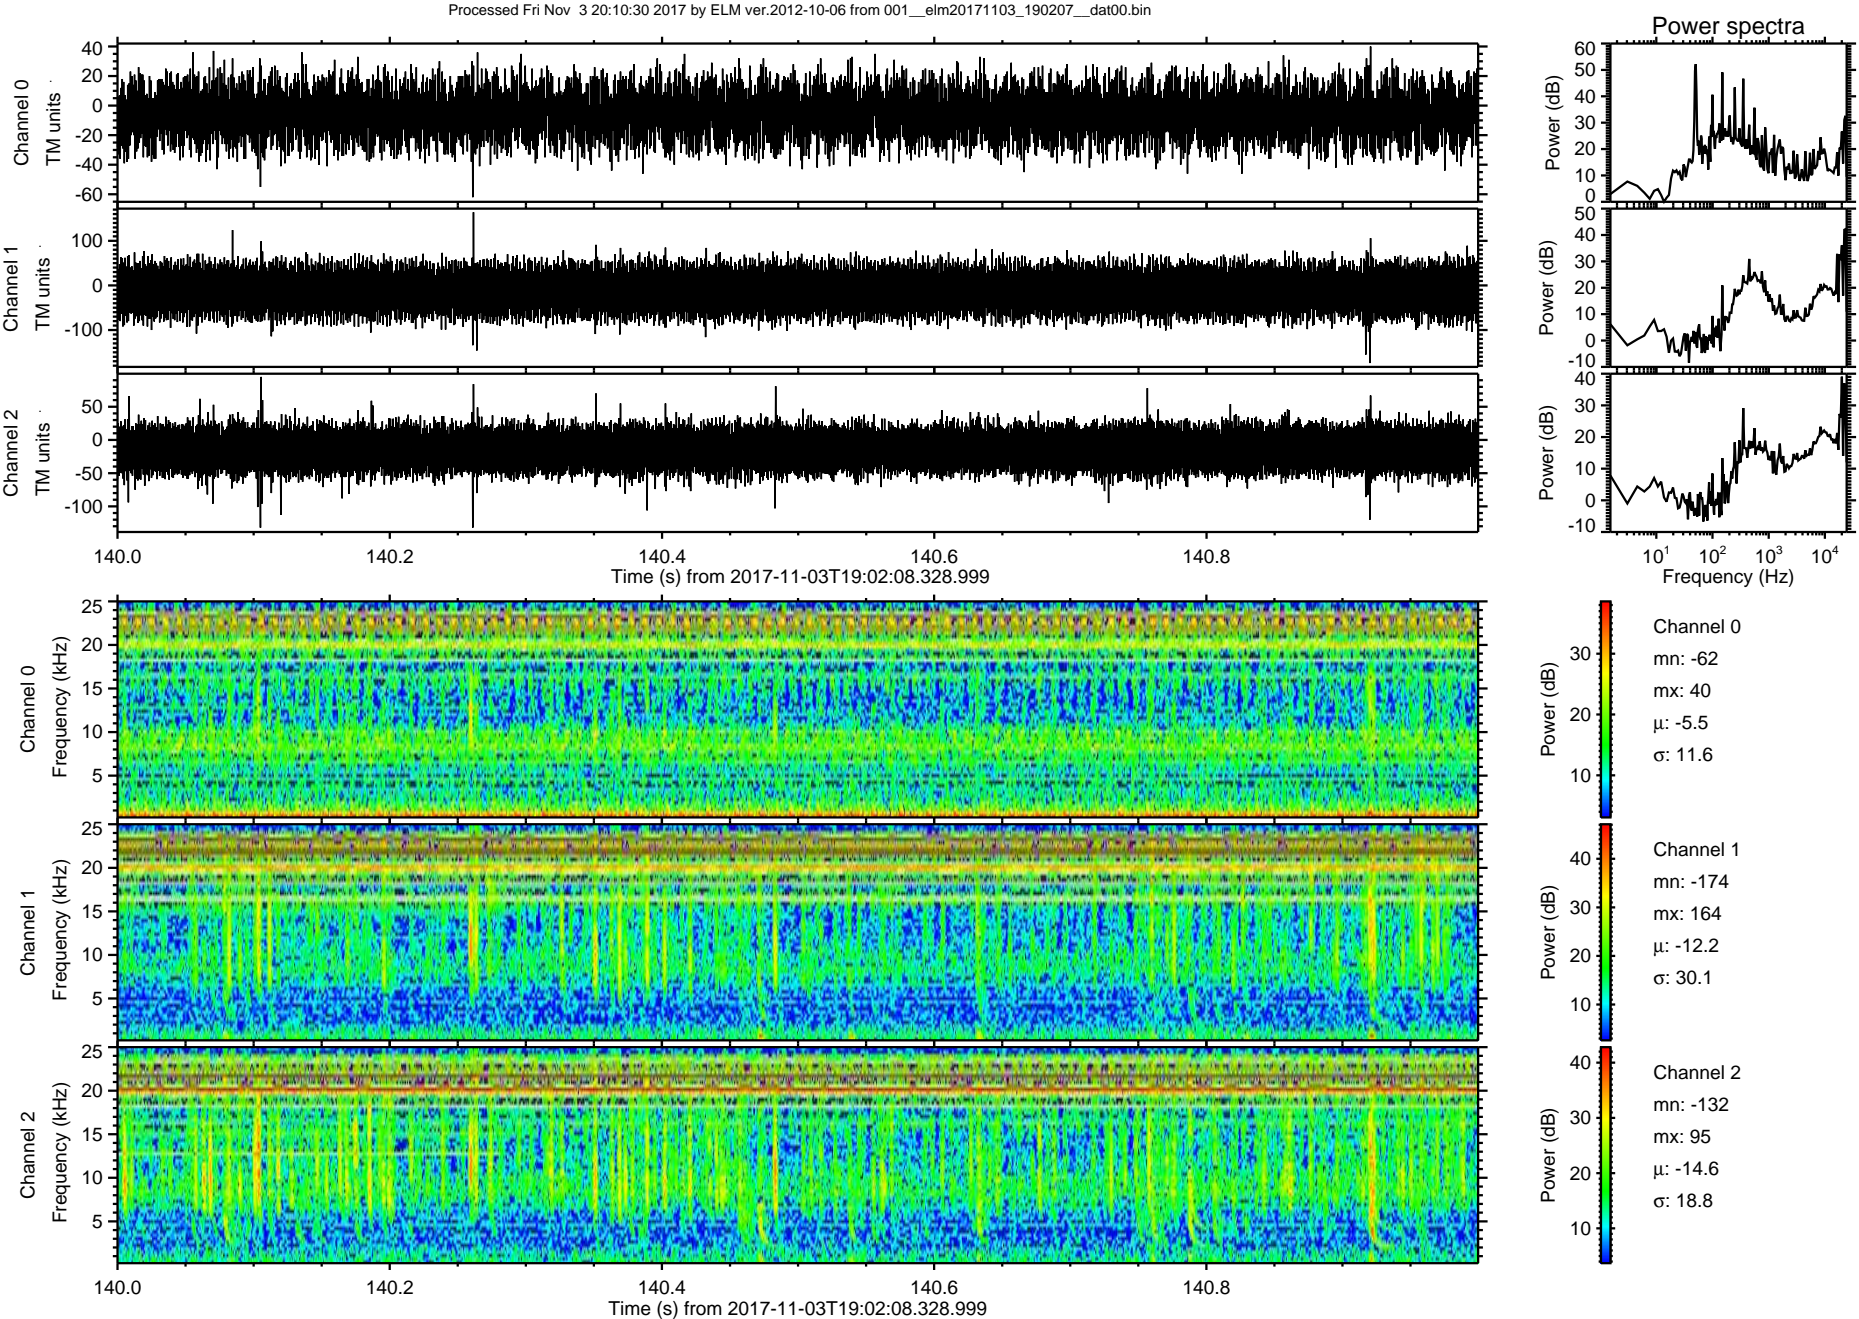 Processed Fri Nov  3 20:10:30 2017 by ELM ver.2012-10-06 from 001__elm20171103_190207__dat00.bin
Power spectra
Channel 0
TM units
40
20
0
-20
-40
-60
Power (dB)
60
50
40
30
20
10
0
Channel 1
TM units
100
0
-100
Power (dB)
50
40
30
20
10
0
-10
Channel 2
TM units
50
0
-50
-100
Power (dB)
40
30
20
10
0
-10
140.0 140.2 140.4 140.6 140.8
Time (s) from 2017-11-03T19:02:08.328.999
10¹ 10² 10³ 10⁴
Frequency (Hz)
Channel 0
Frequency (kHz)
25
20
15
10
5
Power (dB)
30
20
10
Channel 0
mn: -62
mx: 40
μ: -5.5
σ: 11.6
Channel 1
Frequency (kHz)
25
20
15
10
5
Power (dB)
40
30
20
10
Channel 1
mn: -174
mx: 164
μ: -12.2
σ: 30.1
Channel 2
Frequency (kHz)
25
20
15
10
5
Power (dB)
40
30
20
10
Channel 2
mn: -132
mx: 95
μ: -14.6
σ: 18.8
140.0 140.2 140.4 140.6 140.8
Time (s) from 2017-11-03T19:02:08.328.999